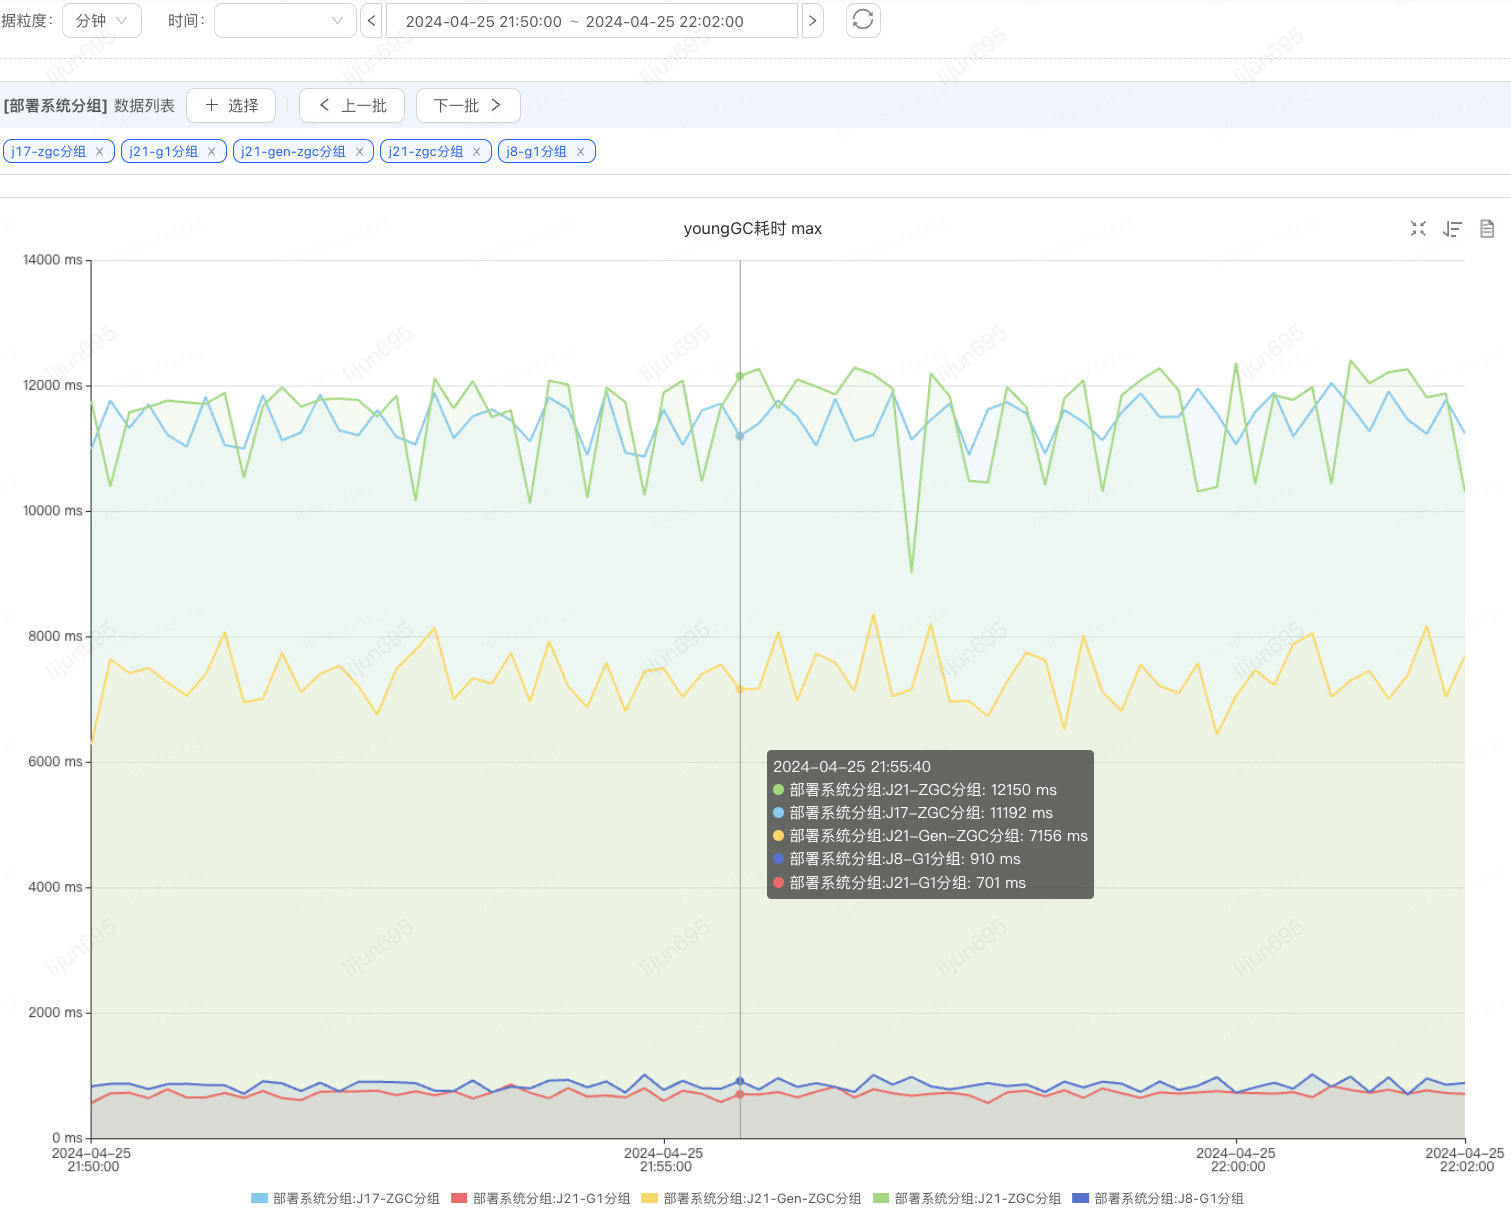 据粒度: 分钟 时间: < 2024-04-25 21:50:00 ~ 2024-04-25 22:02:00 >
[部署系统分组] 数据列表 + 选择 < 上一批 下一批 >
j17-zgc分组 × j21-g1分组 × j21-gen-zgc分组 × j21-zgc分组 × j8-g1分组 ×
youngGC耗时 max
14000 ms
12000 ms
10000 ms
8000 ms
6000 ms
4000 ms
2000 ms
0 ms
2024-04-25 21:55:40
部署系统分组:J21-ZGC分组: 12150 ms
部署系统分组:J17-ZGC分组: 11192 ms
部署系统分组:J21-Gen-ZGC分组: 7156 ms
部署系统分组:J8-G1分组: 910 ms
部署系统分组:J21-G1分组: 701 ms
2024-04-25 21:50:00
2024-04-25 21:55:00
2024-04-25 22:00:00
2024-04-25 22:02:00
部署系统分组:J17-ZGC分组 部署系统分组:J21-G1分组 部署系统分组:J21-Gen-ZGC分组 部署系统分组:J21-ZGC分组 部署系统分组:J8-G1分组
lijun695